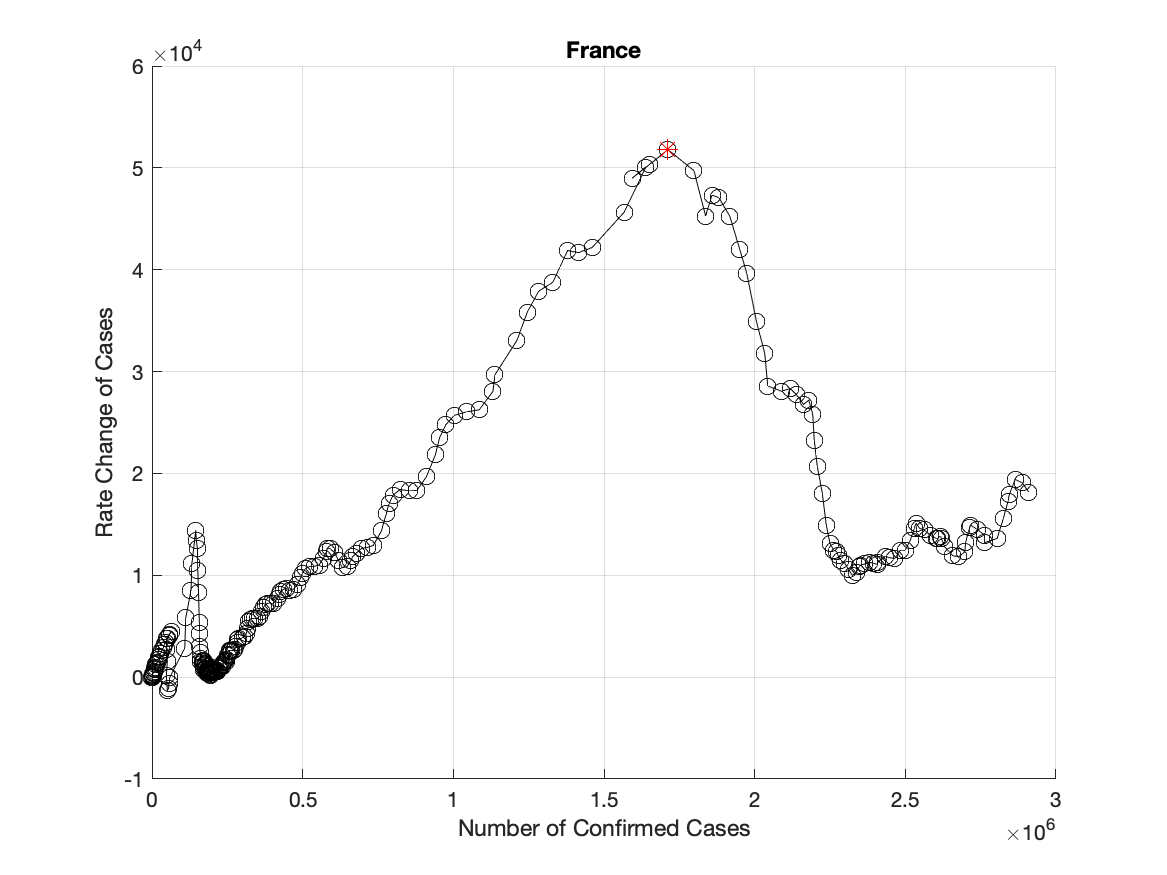 France
×10^4
6
5
4
3
2
1
0
-1
Rate Change of Cases
0 0.5 1 1.5 2 2.5 3
Number of Confirmed Cases
×10^6